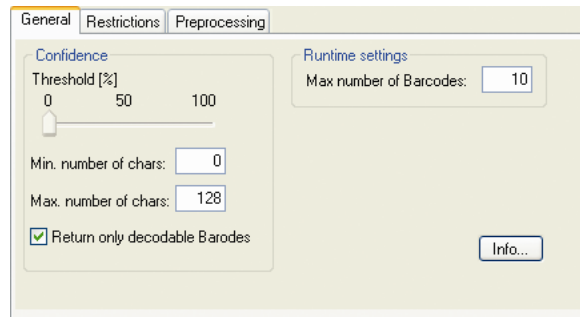 General Restrictions Preprocessing
Confidence
Threshold [%]
0 50 100
Min. number of chars: 0
Max. number of chars: 128
Return only decodable Barodes
Runtime settings
Max number of Barcodes: 10
Info...